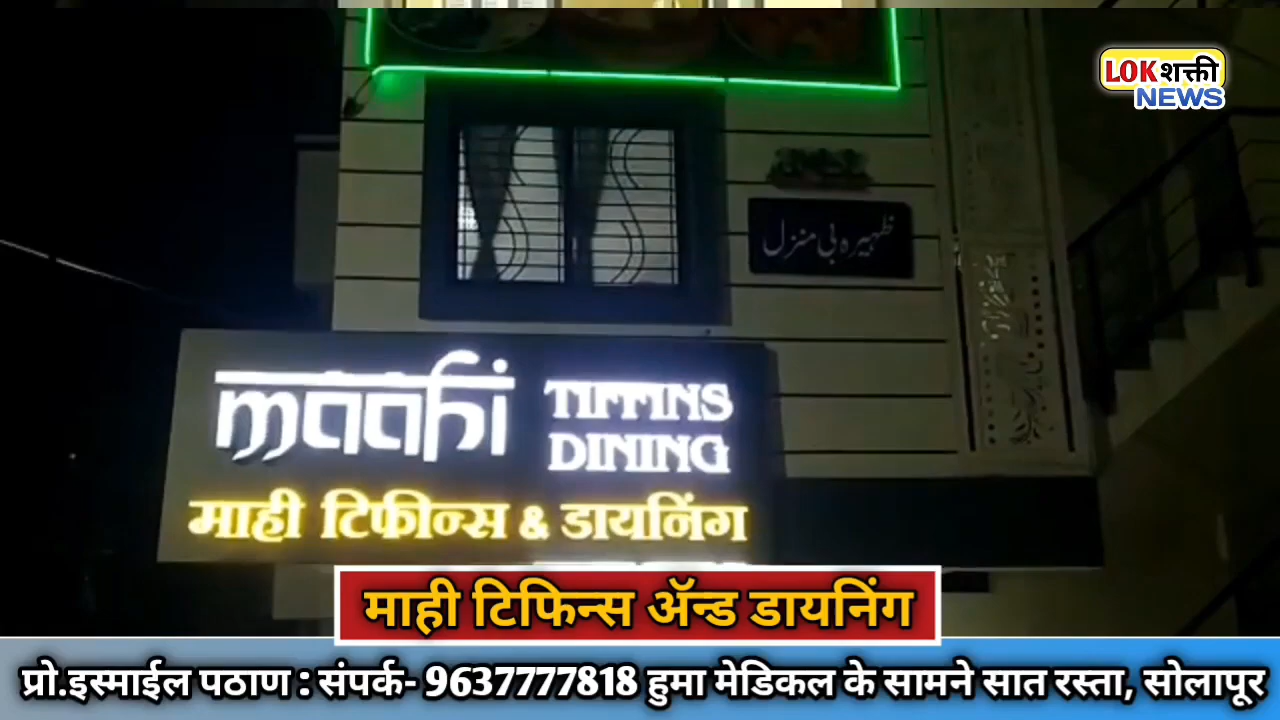 LOKशक्ती
NEWS
ظہیرہ بی منزل
maahi TIFFINS
DINING
माही टिफीन्स & डायनिंग
माही टिफिन्स ॲन्ड डायनिंग
प्रो.इस्माईल पठाण : संपर्क- 9637777818 हुमा मेडिकल के सामने सात रस्ता, सोलापूर